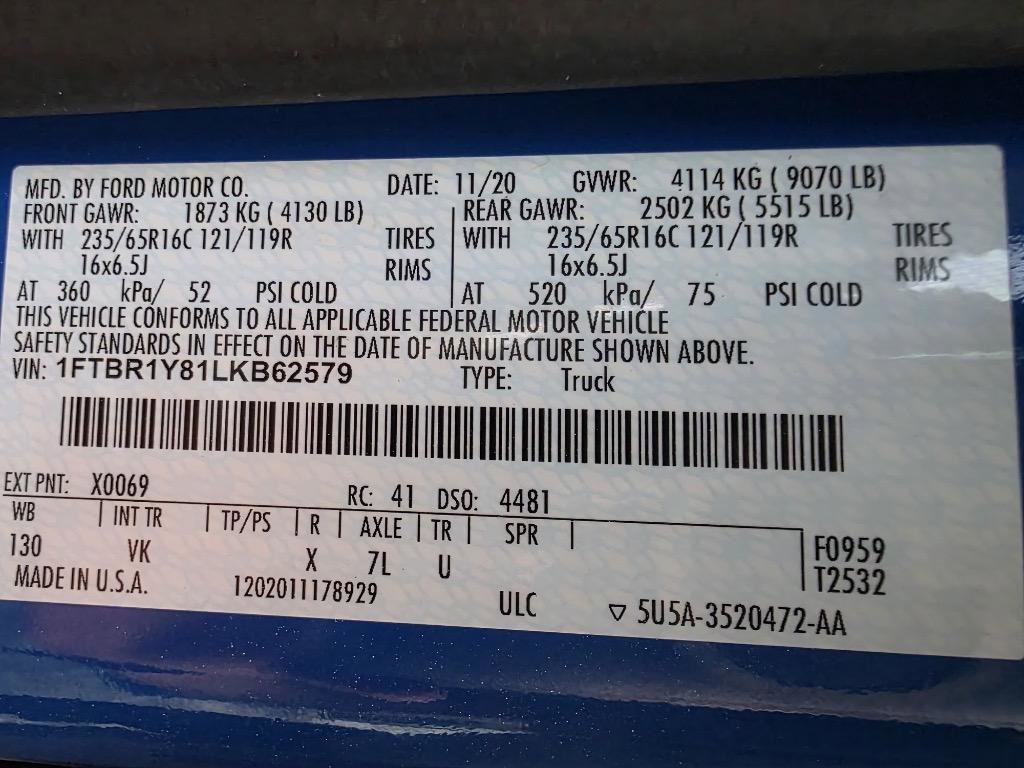 MFD. BY FORD MOTOR CO. DATE: 11/20 GVWR: 4114 KG ( 9070 LB)
FRONT GAWR: 1873 KG ( 4130 LB) REAR GAWR: 2502 KG ( 5515 LB)
WITH 235/65R16C 121/119R TIRES WITH 235/65R16C 121/119R TIRES
16x6.5J RIMS 16x6.5J RIMS
AT 360 kPa/ 52 PSI COLD AT 520 kPa/ 75 PSI COLD
THIS VEHICLE CONFORMS TO ALL APPLICABLE FEDERAL MOTOR VEHICLE
SAFETY STANDARDS IN EFFECT ON THE DATE OF MANUFACTURE SHOWN ABOVE.
VIN: 1FTBR1Y81LKB62579 TYPE: Truck
EXT PNT: X0069 RC: 41 DSO: 4481
WB INT TR TP/PS R AXLE TR SPR
130 VK X 7L U F0959
T2532
MADE IN U.S.A. 1202011178929 ULC ▽ 5U5A-3520472-AA